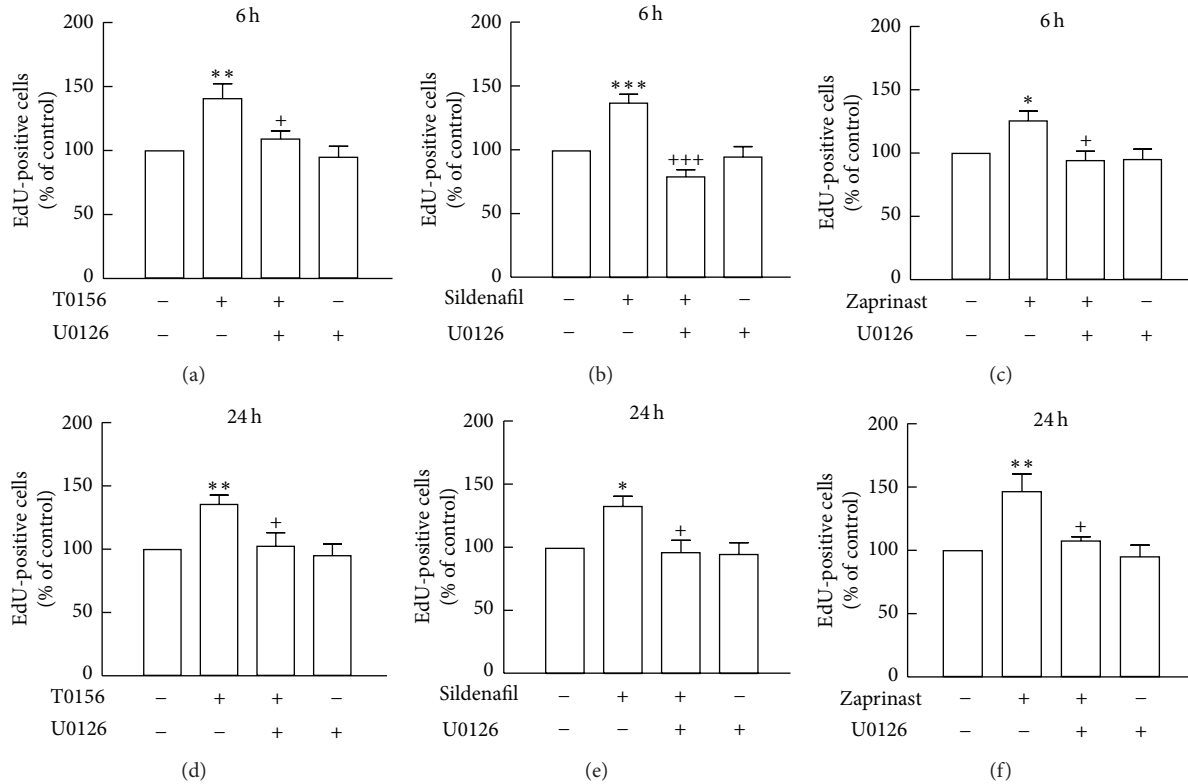 6 h
EdU-positive cells
(% of control)
200
150
100
50
0
**
+
T0156 − + + −
U0126 − − + +
(a)
6 h
EdU-positive cells
(% of control)
200
150
100
50
0
***
+++
Sildenafil − + + −
U0126 − − + +
(b)
6 h
EdU-positive cells
(% of control)
200
150
100
50
0
*
+
Zaprinast − + + −
U0126 − − + +
(c)
24 h
EdU-positive cells
(% of control)
200
150
100
50
0
**
+
T0156 − + + −
U0126 − − + +
(d)
24 h
EdU-positive cells
(% of control)
200
150
100
50
0
*
+
Sildenafil − + + −
U0126 − − + +
(e)
24 h
EdU-positive cells
(% of control)
200
150
100
50
0
**
+
Zaprinast − + + −
U0126 − − + +
(f)